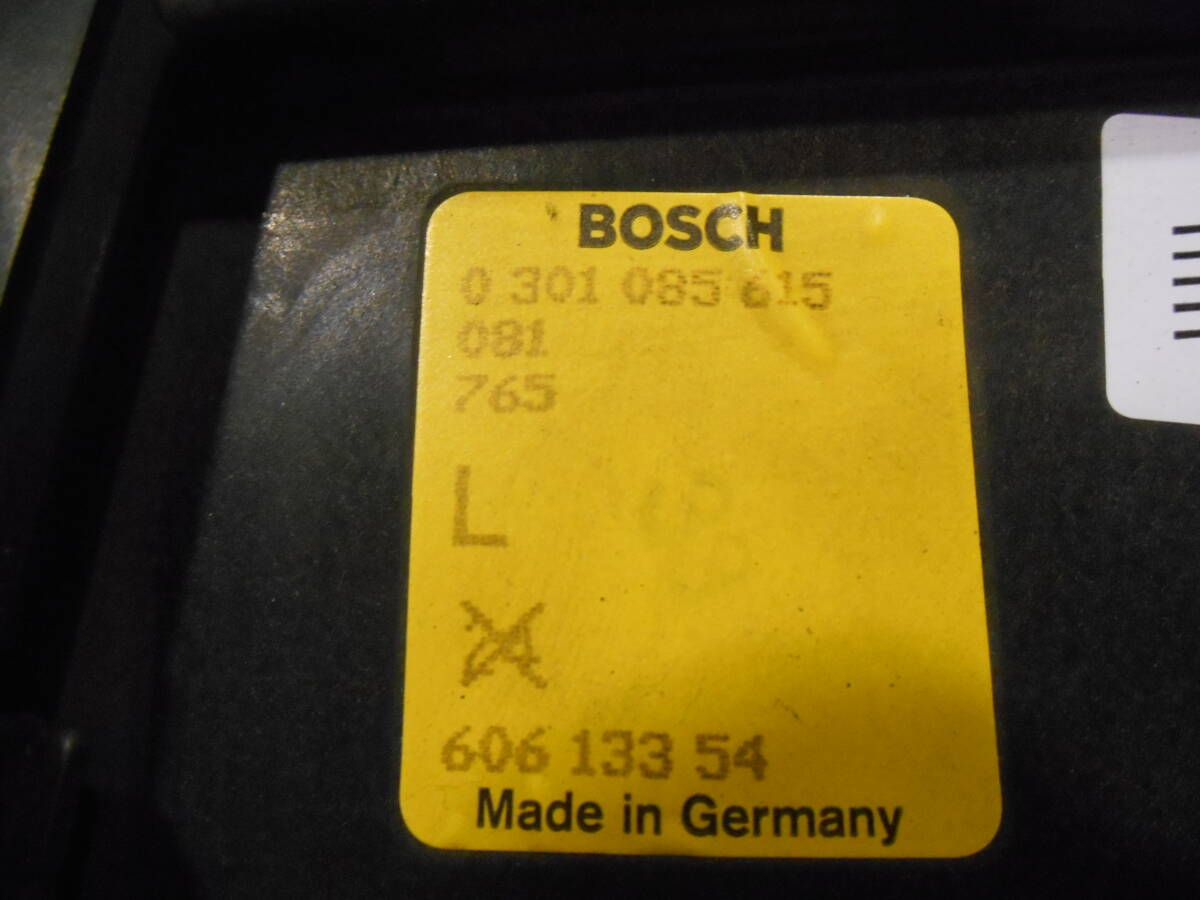 BOSCH
0 301 085 615
081
765
L
606 133 54
Made in Germany